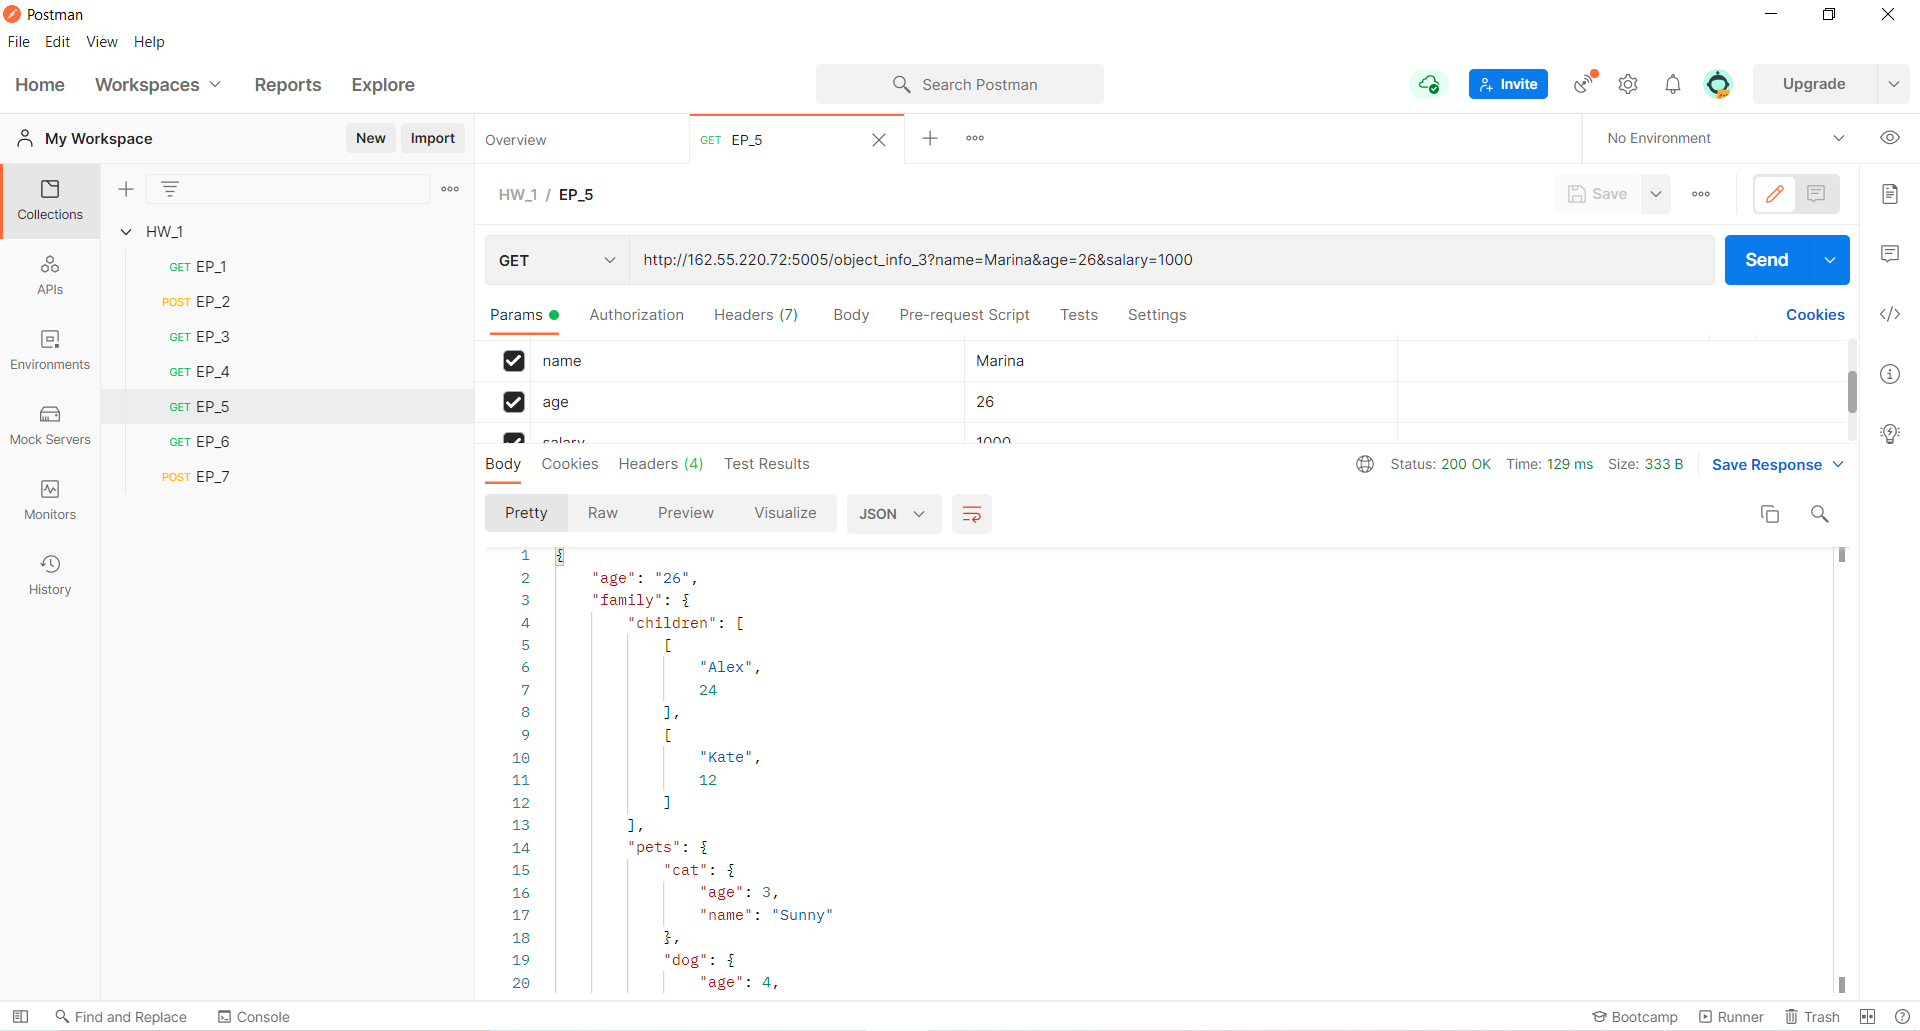 Postman
File Edit View Help
Home Workspaces Reports Explore Search Postman Invite Upgrade
My Workspace New Import Overview GET EP_5 No Environment
HW_1 / EP_5 Save
Collections
HW_1
GET EP_1
POST EP_2
GET EP_3
GET EP_4
GET EP_5
GET EP_6
POST EP_7
APIs
Environments
Mock Servers
Monitors
History
GET http://162.55.220.72:5005/object_info_3?name=Marina&age=26&salary=1000 Send
Params Authorization Headers (7) Body Pre-request Script Tests Settings Cookies
name Marina
age 26
salary 1000
Body Cookies Headers (4) Test Results Status: 200 OK Time: 129 ms Size: 333 B Save Response
Pretty Raw Preview Visualize JSON
1 {
2 "age": "26",
3 "family": {
4 "children": [
5 [
6 "Alex",
7 24
8 ],
9 [
10 "Kate",
11 12
12 ]
13 ],
14 "pets": {
15 "cat": {
16 "age": 3,
17 "name": "Sunny"
18 },
19 "dog": {
20 "age": 4,
Find and Replace Console Bootcamp Runner Trash